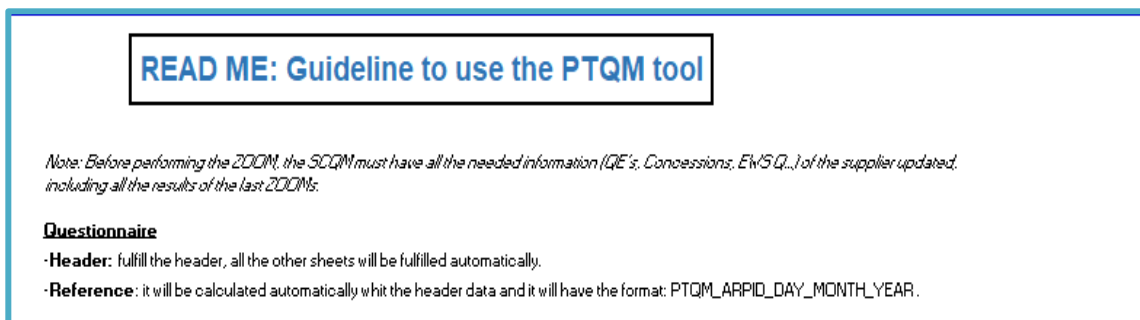 READ ME: Guideline to use the PTQM tool
Note: Before performing the ZOOM, the SCQM must have all the needed information (QE's, Concessions, EWS Q...) of the supplier updated,
including all the results of the last ZOOMs.
Questionnaire
·Header: fulfill the header, all the other sheets will be fulfilled automatically.
·Reference: it will be calculated automatically whit the header data and it will have the format: PTQM_ARPID_DAY_MONTH_YEAR .